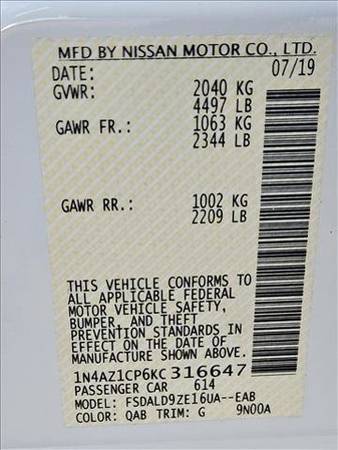 MFD BY NISSAN MOTOR CO., LTD.
DATE: 07/19
GVWR: 2040 KG
4497 LB
GAWR FR.: 1063 KG
2344 LB
GAWR RR.: 1002 KG
2209 LB
THIS VEHICLE CONFORMS TO
ALL APPLICABLE FEDERAL
MOTOR VEHICLE SAFETY,
BUMPER, AND THEFT
PREVENTION STANDARDS IN
EFFECT ON THE DATE OF
MANUFACTURE SHOWN ABOVE.
1N4AZ1CP6KC316647
PASSENGER CAR 614
MODEL: FSDALD9ZE16UA--EAB
COLOR: QAB TRIM: G 9N00A